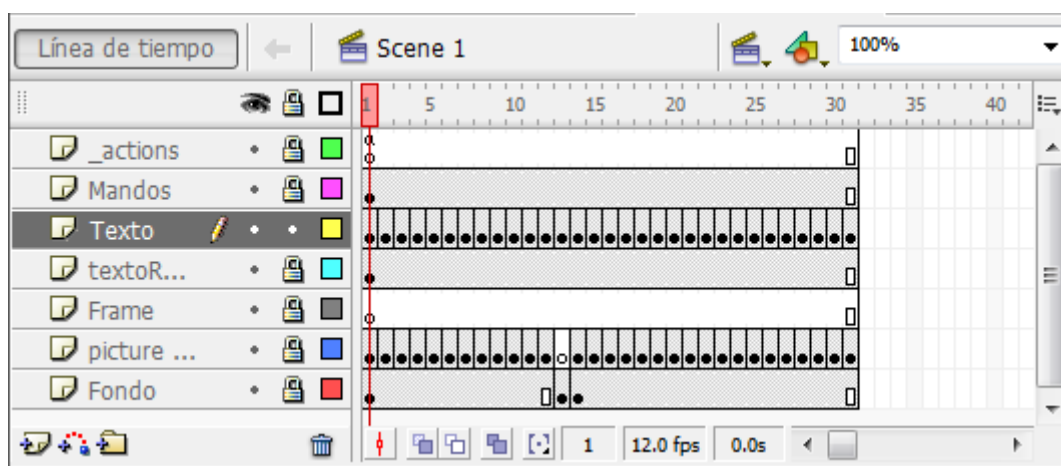 Línea de tiempo Scene 1 100%
1 5 10 15 20 25 30 35 40
_actions
a
Mandos
Texto
textoR...
Frame
picture ...
Fondo
1 12.0 fps 0.0s